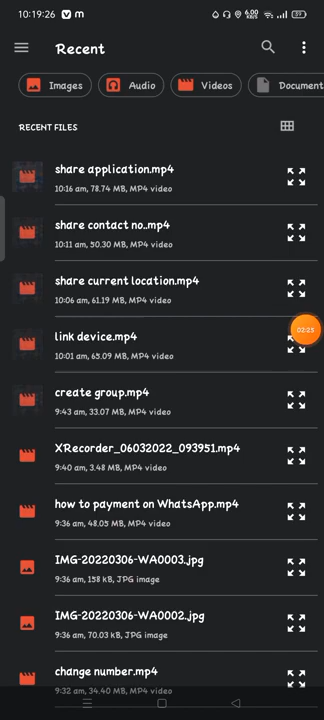 10:19:26
6.00 KB/S
59
Recent
Images
Audio
Videos
Document
RECENT FILES
share application.mp4
10:16 am, 78.74 MB, MP4 video
share contact no..mp4
10:11 am, 50.30 MB, MP4 video
share current location.mp4
10:06 am, 61.19 MB, MP4 video
02:05
link device.mp4
10:01 am, 65.09 MB, MP4 video
create group.mp4
9:43 am, 33.07 MB, MP4 video
XRecorder_06032022_093951.mp4
9:40 am, 3.48 MB, MP4 video
how to payment on WhatsApp.mp4
9:36 am, 48.05 MB, MP4 video
IMG-20220306-WA0003.jpg
9:36 am, 158 kB, JPG image
IMG-20220306-WA0002.jpg
9:36 am, 70.03 kB, JPG image
change number.mp4
9:32 am, 34.40 MB, MP4 video